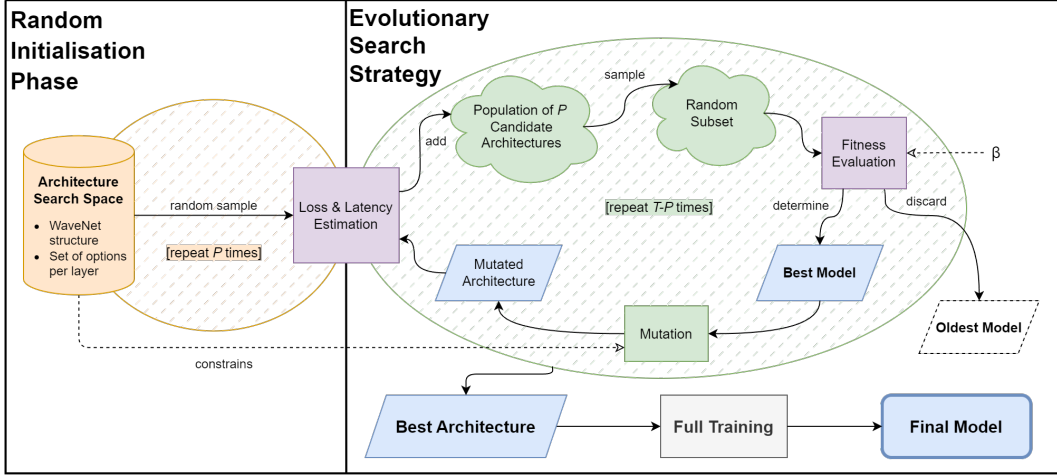 Random
Initialisation
Phase
Evolutionary
Search
Strategy
Architecture
Search Space
• WaveNet
structure
• Set of options
per layer
random sample
[repeat P times]
Loss & Latency
Estimation
add
Population of P
Candidate
Architectures
sample
Random
Subset
Fitness
Evaluation
β
[repeat T-P times]
determine
discard
Mutated
Architecture
Best Model
Oldest Model
Mutation
constrains
Best Architecture
Full Training
Final Model